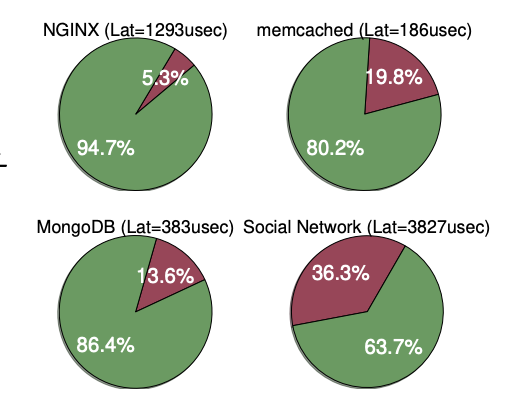 NGINX (Lat=1293usec)
memcached (Lat=186usec)
5.3%
94.7%
19.8%
80.2%
MongoDB (Lat=383usec)
Social Network (Lat=3827usec)
13.6%
86.4%
36.3%
63.7%